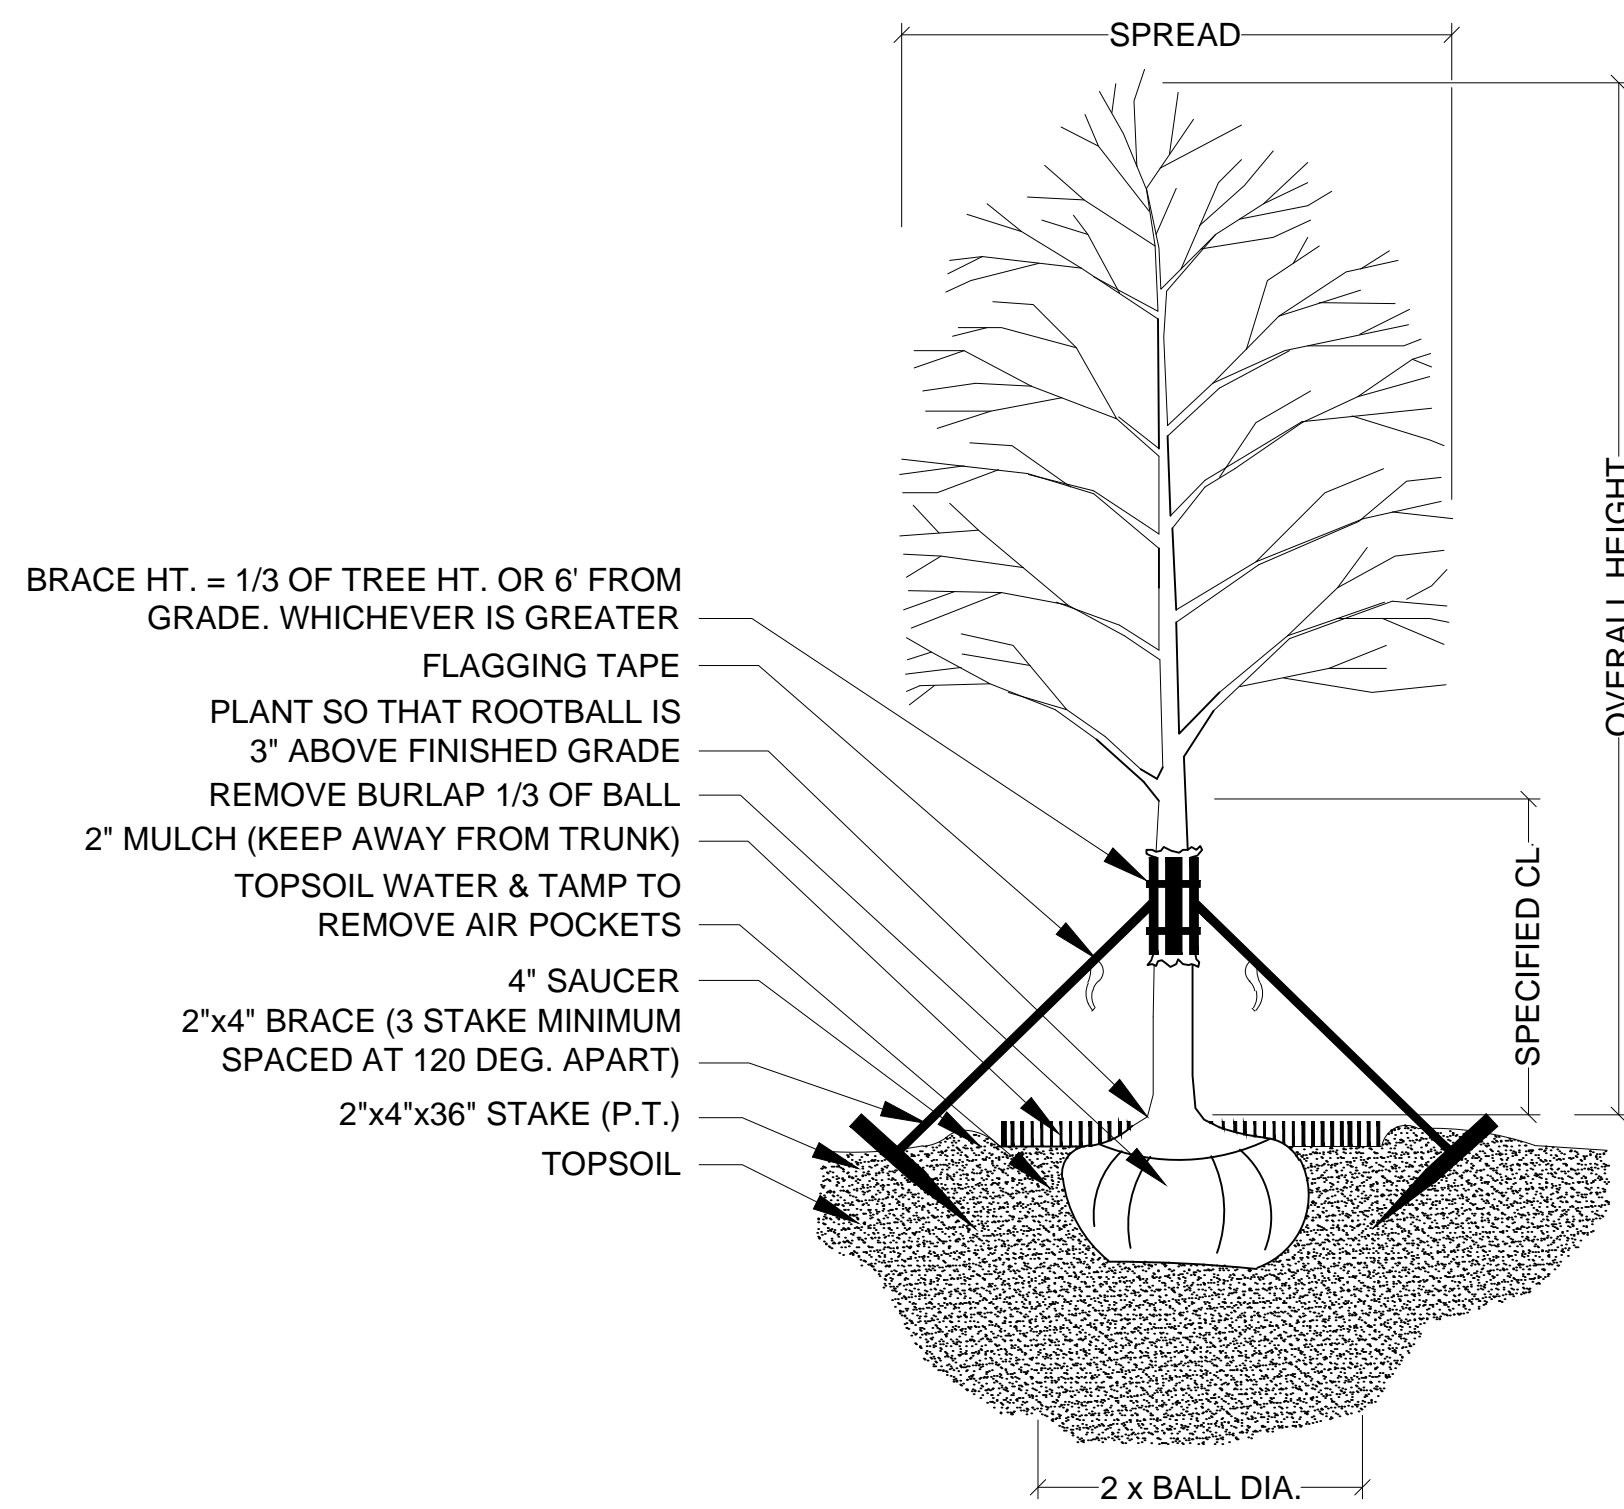 SPREAD
OVERALL HEIGHT
BRACE HT. = 1/3 OF TREE HT. OR 6' FROM
GRADE. WHICHEVER IS GREATER
FLAGGING TAPE
PLANT SO THAT ROOTBALL IS
3" ABOVE FINISHED GRADE
REMOVE BURLAP 1/3 OF BALL
2" MULCH (KEEP AWAY FROM TRUNK)
TOPSOIL WATER & TAMP TO
REMOVE AIR POCKETS
4" SAUCER
2"x4" BRACE (3 STAKE MINIMUM
SPACED AT 120 DEG. APART)
2"x4"x36" STAKE (P.T.)
TOPSOIL
SPECIFIED CL.
2 x BALL DIA.